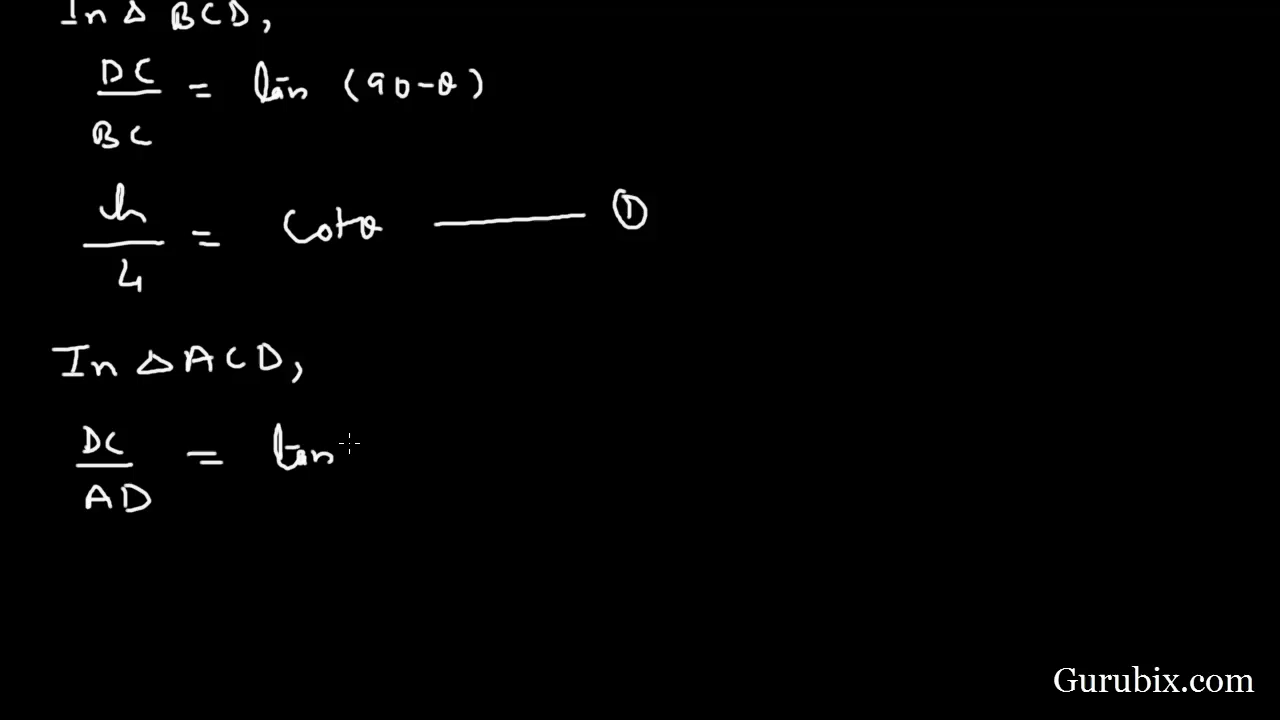 In Δ BCD,
DC/BC = tan (90-θ)
h/4 = Cotθ —— ①
In Δ ACD,
DC/AD = tan
Gurubix.com